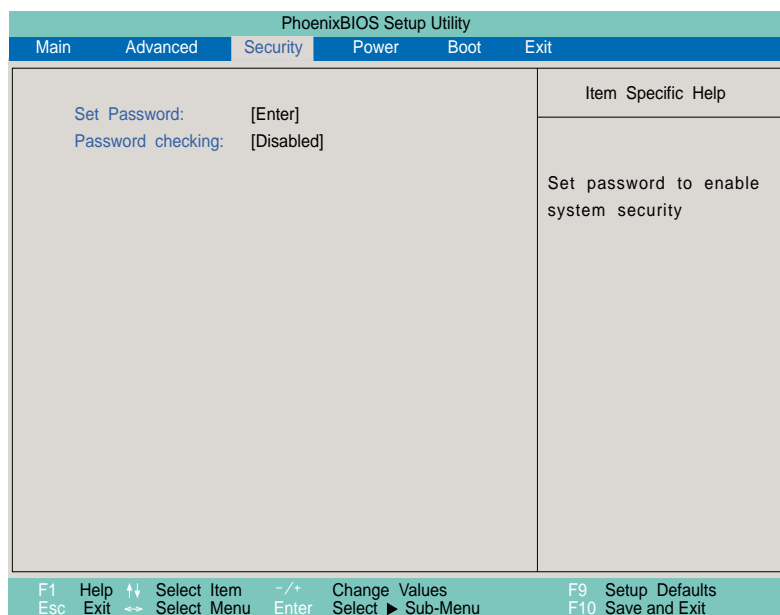 PhoenixBIOS Setup Utility
Main Advanced Security Power Boot Exit
Set Password: [Enter]
Password checking: [Disabled]
Item Specific Help
Set password to enable
system security
F1 Help ↑↓ Select Item -/+ Change Values F9 Setup Defaults
Esc Exit ↔ Select Menu Enter Select ▶ Sub-Menu F10 Save and Exit